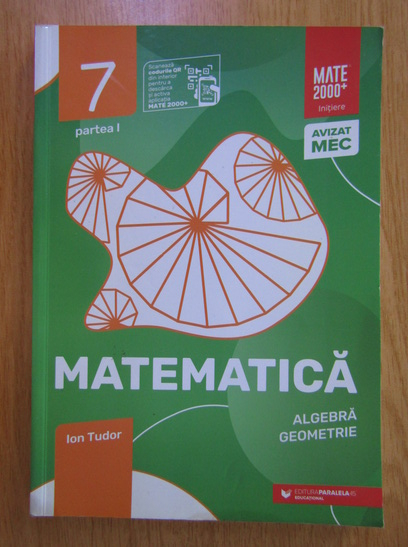 7
partea I
Scanează
codurile QR
din interior
pentru a
descărca
și activa
aplicația
MATE 2000+
MATE
2000+
Inițiere
AVIZAT
MEC
MATEMATICĂ
ALGEBRĂ
GEOMETRIE
Ion Tudor
EDITURA PARALELA 45
EDUCAȚIONAL